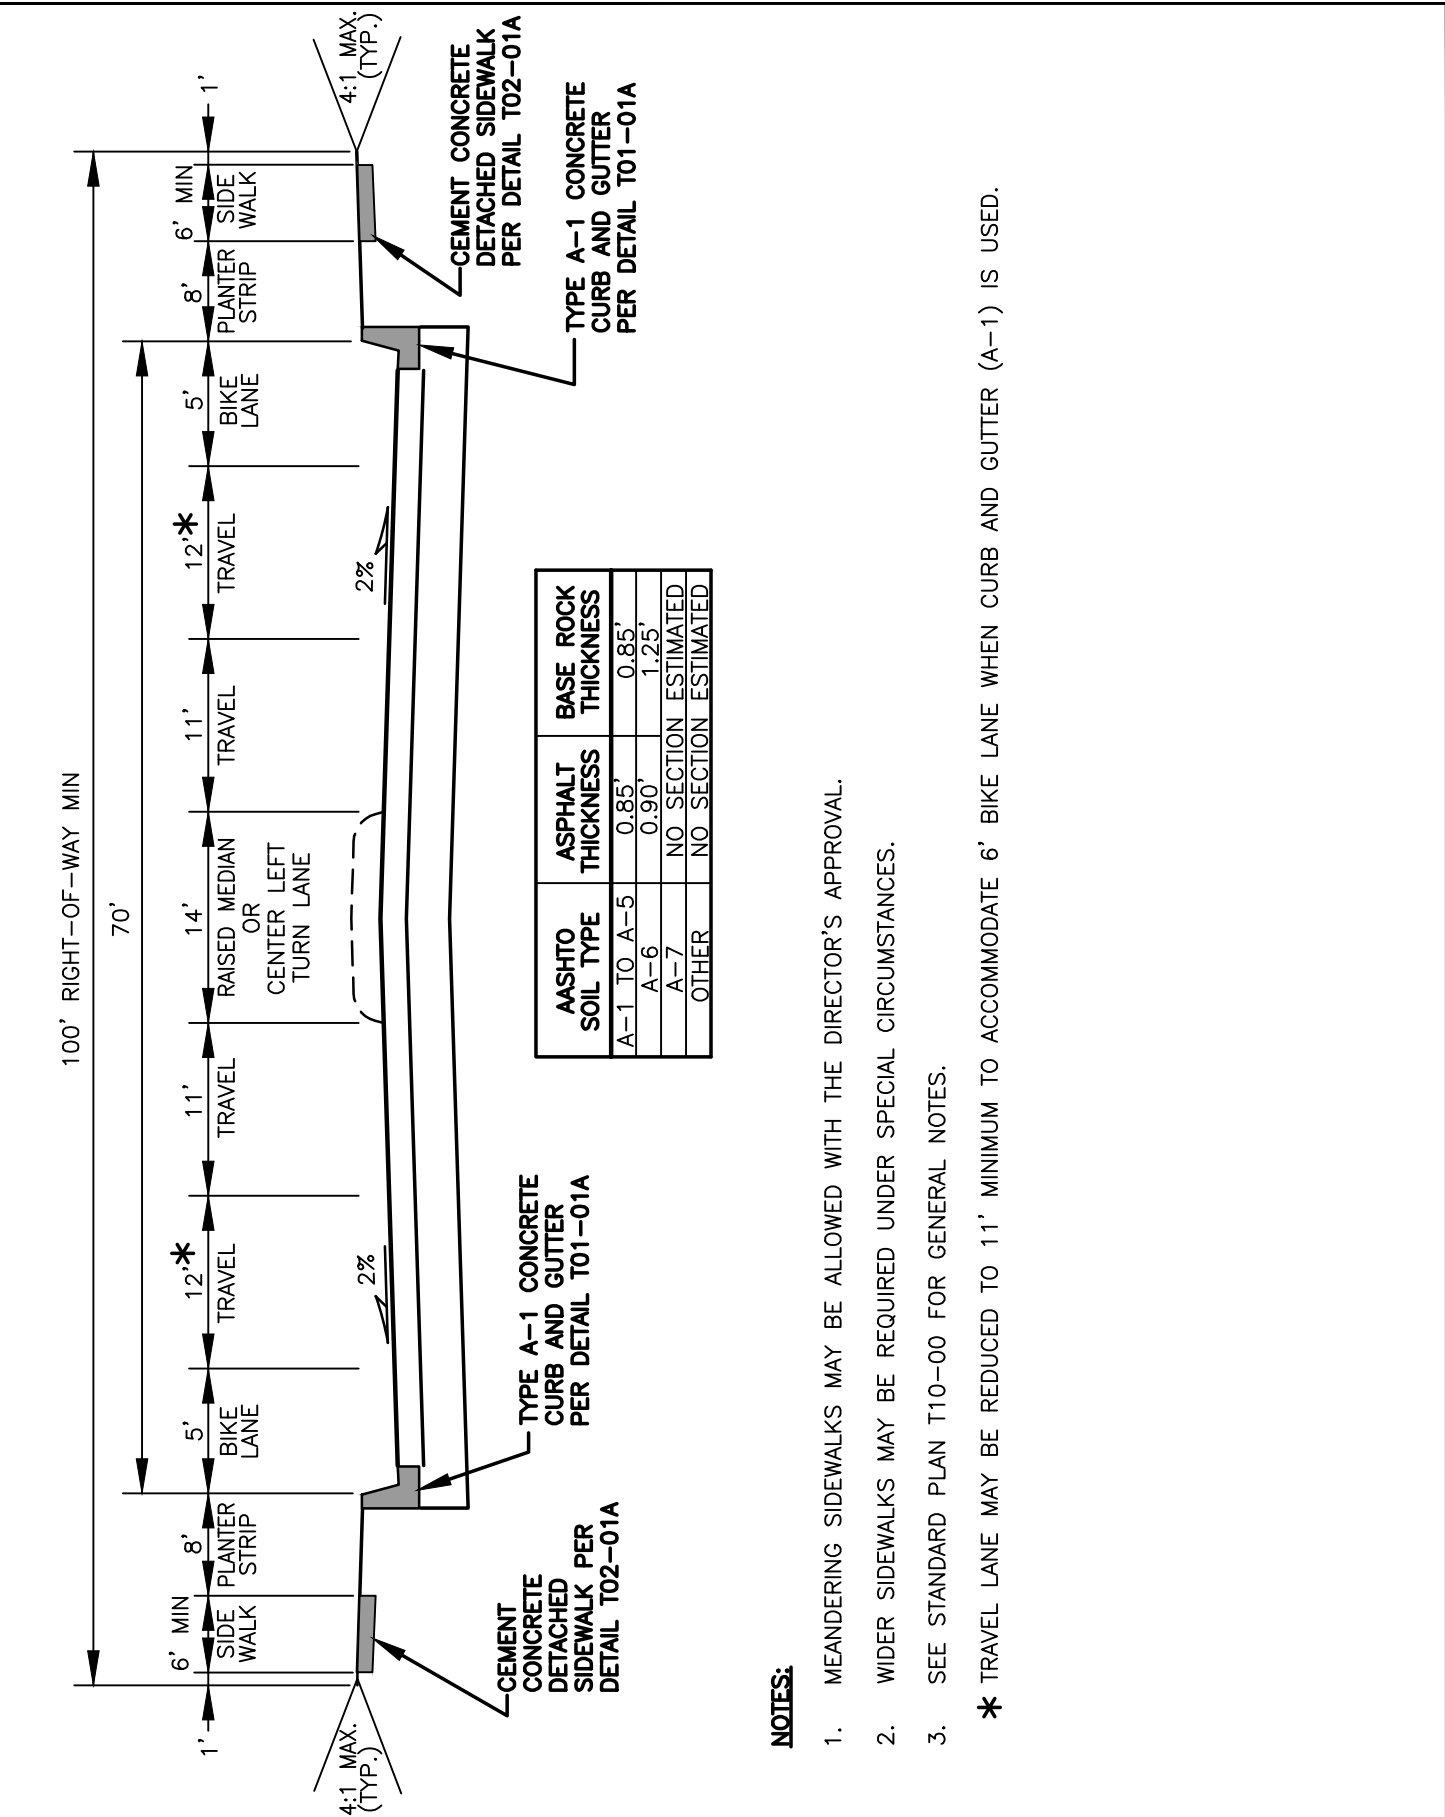 100' RIGHT-OF-WAY MIN
70'
1'
6' MIN
SIDE
WALK
8'
PLANTER
STRIP
5'
BIKE
LANE
12'*
TRAVEL
11'
TRAVEL
14'
RAISED MEDIAN
OR
CENTER LEFT
TURN LANE
11'
TRAVEL
12'*
TRAVEL
5'
BIKE
LANE
8'
PLANTER
STRIP
6' MIN
SIDE
WALK
1'
4:1 MAX.
(TYP.)
2%
2%
4:1 MAX.
(TYP.)
CEMENT
CONCRETE
DETACHED
SIDEWALK PER
DETAIL T02-01A
TYPE A-1 CONCRETE
CURB AND GUTTER
PER DETAIL T01-01A
CEMENT CONCRETE
DETACHED SIDEWALK
PER DETAIL T02-01A
TYPE A-1 CONCRETE
CURB AND GUTTER
PER DETAIL T01-01A
AASHTO SOIL TYPE ASPHALT THICKNESS BASE ROCK THICKNESS
A-1 TO A-5 0.85' 0.85'
A-6 0.90' 1.25'
A-7 NO SECTION ESTIMATED
OTHER NO SECTION ESTIMATED
NOTES:
1. MEANDERING SIDEWALKS MAY BE ALLOWED WITH THE DIRECTOR'S APPROVAL.
2. WIDER SIDEWALKS MAY BE REQUIRED UNDER SPECIAL CIRCUMSTANCES.
3. SEE STANDARD PLAN T10-00 FOR GENERAL NOTES.
* TRAVEL LANE MAY BE REDUCED TO 11' MINIMUM TO ACCOMMODATE 6' BIKE LANE WHEN CURB AND GUTTER (A-1) IS USED.